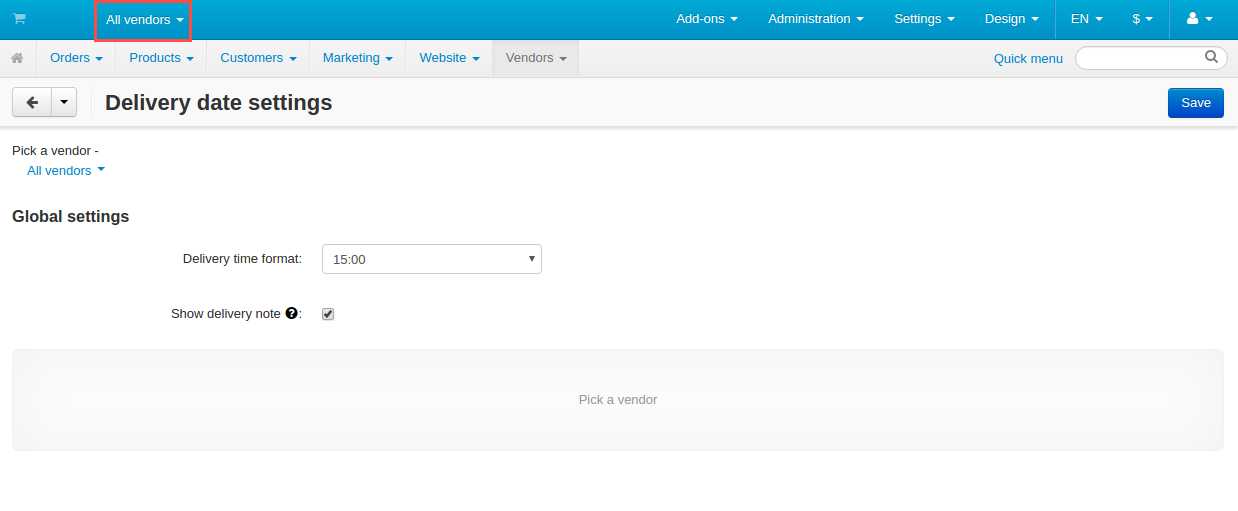 All vendors Add-ons Administration Settings Design EN $
Orders Products Customers Marketing Website Vendors Quick menu
Delivery date settings Save
Pick a vendor -
All vendors
Global settings
Delivery time format: 15:00
Show delivery note ?:
Pick a vendor